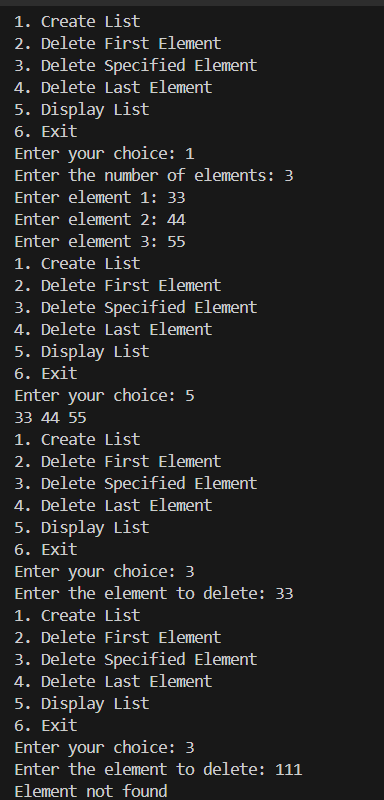 1. Create List
2. Delete First Element
3. Delete Specified Element
4. Delete Last Element
5. Display List
6. Exit
Enter your choice: 1
Enter the number of elements: 3
Enter element 1: 33
Enter element 2: 44
Enter element 3: 55
1. Create List
2. Delete First Element
3. Delete Specified Element
4. Delete Last Element
5. Display List
6. Exit
Enter your choice: 5
33 44 55
1. Create List
2. Delete First Element
3. Delete Specified Element
4. Delete Last Element
5. Display List
6. Exit
Enter your choice: 3
Enter the element to delete: 33
1. Create List
2. Delete First Element
3. Delete Specified Element
4. Delete Last Element
5. Display List
6. Exit
Enter your choice: 3
Enter the element to delete: 111
Element not found